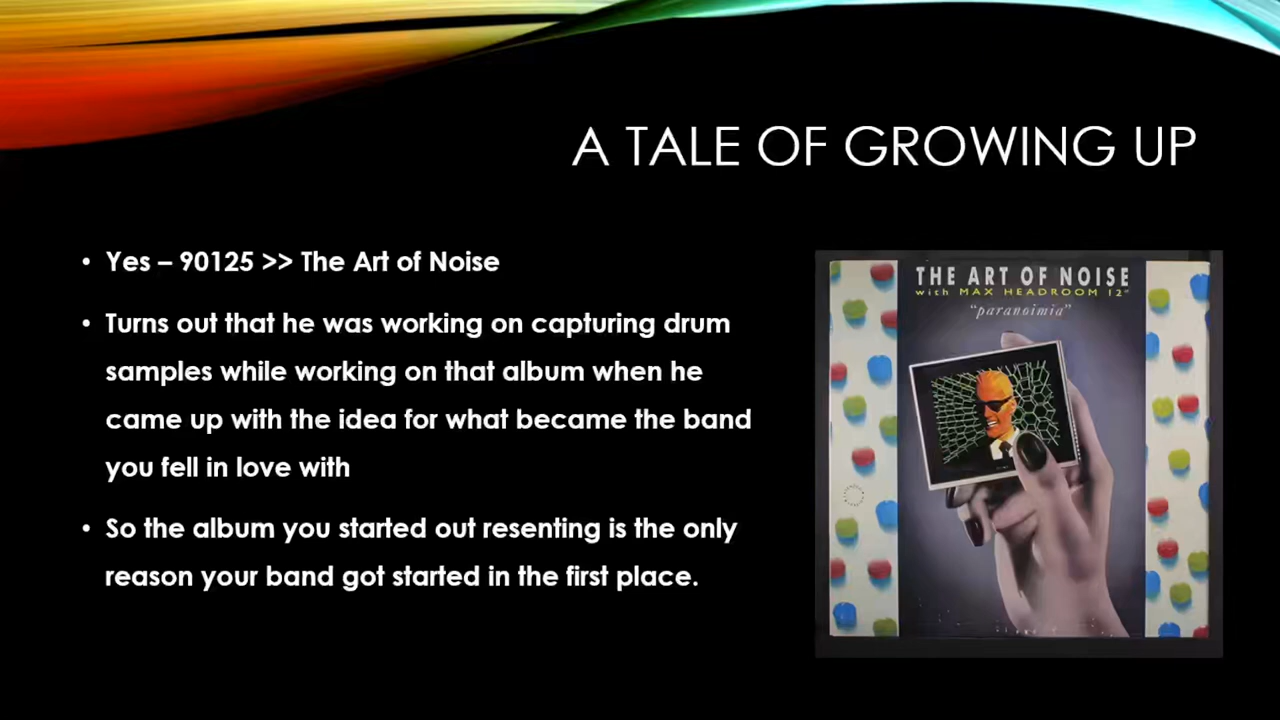 A TALE OF GROWING UP
• Yes – 90125 >> The Art of Noise
• Turns out that he was working on capturing drum
samples while working on that album when he
came up with the idea for what became the band
you fell in love with
• So the album you started out resenting is the only
reason your band got started in the first place.
THE ART OF NOISE
with MAX HEADROOM 12"
"paranoimia"